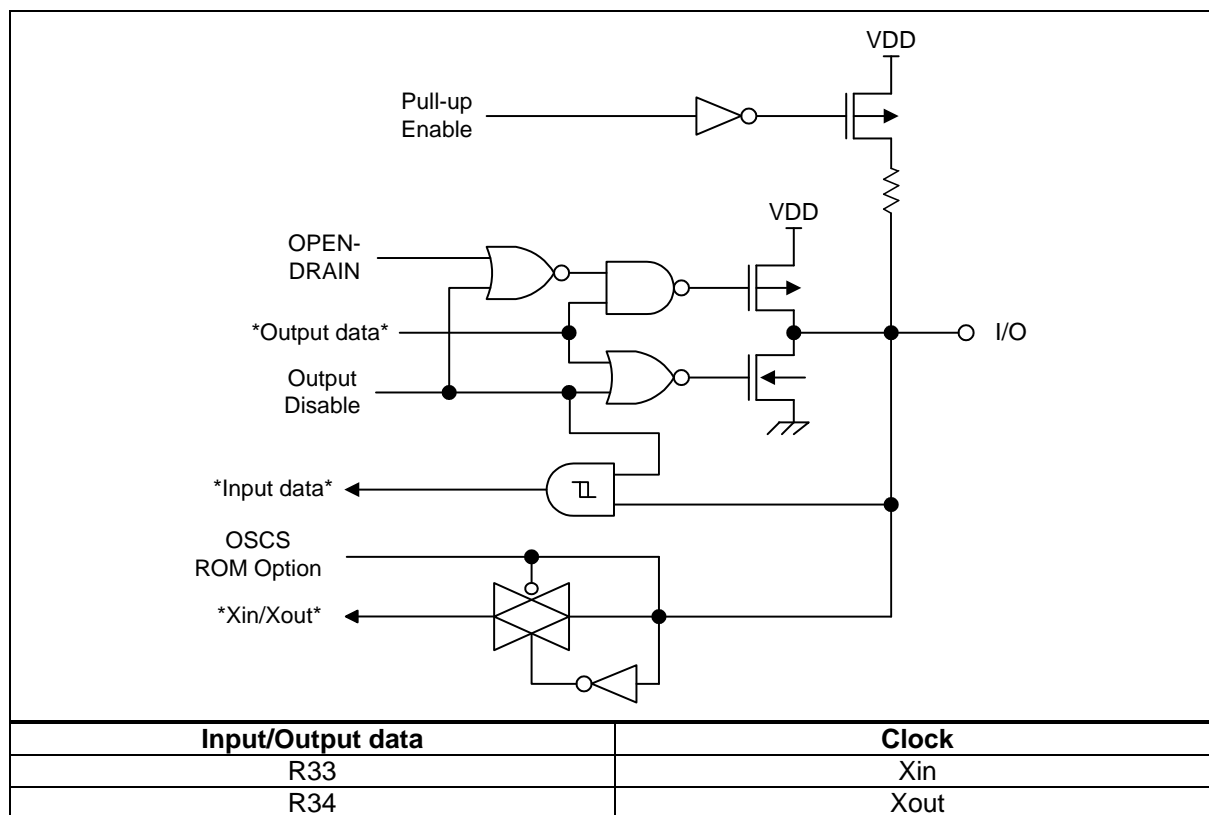 VDD
Pull-up
Enable
VDD
OPEN-
DRAIN
*Output data*
I/O
Output
Disable
*Input data*
OSCS
ROM Option
*Xin/Xout*
Input/Output data Clock
R33 Xin
R34 Xout